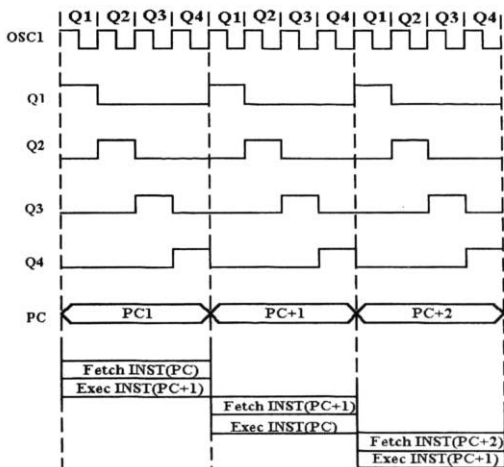 Q1 Q2 Q3 Q4 Q1 Q2 Q3 Q4 Q1 Q2 Q3 Q4
OSC1
Q1
Q2
Q3
Q4
PC PC1 PC+1 PC+2
Fetch INST(PC)
Exec INST(PC+1)
Fetch INST(PC+1)
Exec INST(PC)
Fetch INST(PC+2)
Exec INST(PC+1)